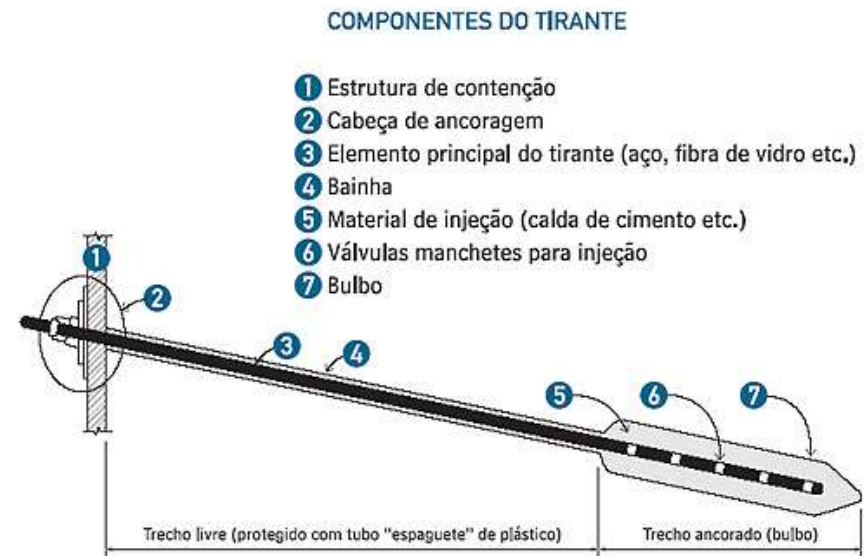 COMPONENTES DO TIRANTE
1 Estrutura de contenção
2 Cabeça de ancoragem
3 Elemento principal do tirante (aço, fibra de vidro etc.)
4 Bainha
5 Material de injeção (calda de cimento etc.)
6 Válvulas manchetes para injeção
7 Bulbo
1
2
3
4
5
6
7
Trecho livre (protegido com tubo "espaguete" de plástico)
Trecho ancorado (bulbo)